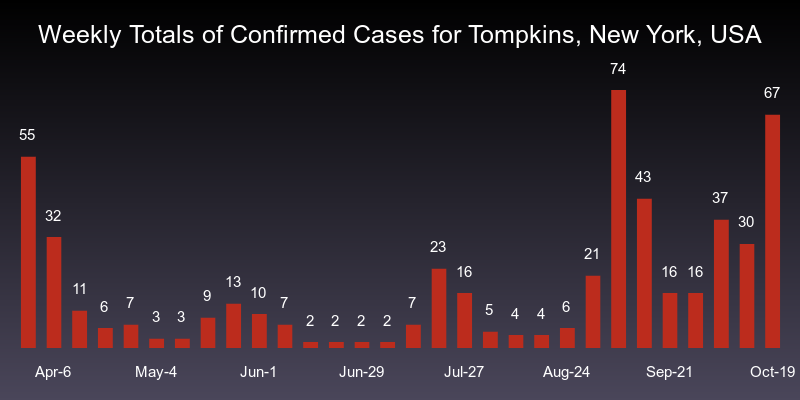 Weekly Totals of Confirmed Cases for Tompkins, New York, USA
55 32 11 6 7 3 3 9 13 10 7 2 2 2 2 7 23 16 5 4 4 6 21 74 43 16 16 37 30 67
Apr-6 May-4 Jun-1 Jun-29 Jul-27 Aug-24 Sep-21 Oct-19